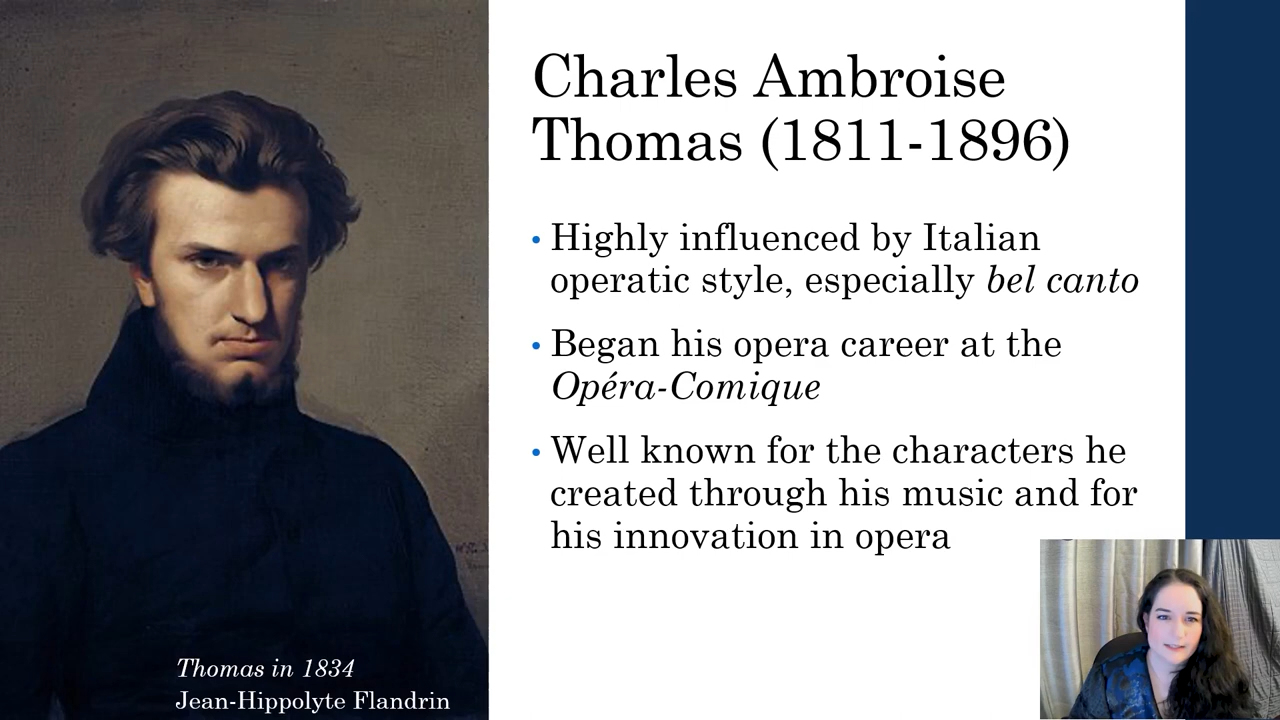 Charles Ambroise
Thomas (1811-1896)
• Highly influenced by Italian
operatic style, especially bel canto
• Began his opera career at the
Opéra-Comique
• Well known for the characters he
created through his music and for
his innovation in opera
Thomas in 1834
Jean-Hippolyte Flandrin